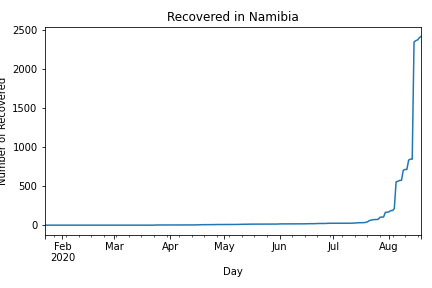 Recovered in Namibia
2500
2000
1500
1000
500
0
Number of Recovered
Feb
2020
Mar
Apr
May
Jun
Jul
Aug
Day